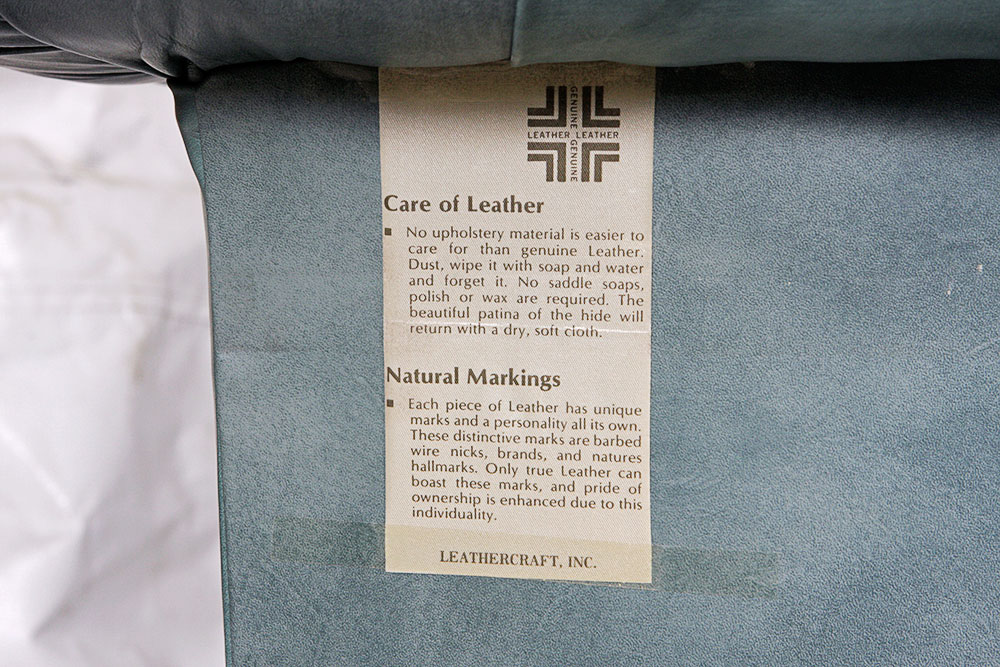 GENUINE
LEATHER LEATHER
GENUINE
Care of Leather
▪ No upholstery material is easier to
care for than genuine Leather.
Dust, wipe it with soap and water
and forget it. No saddle soaps,
polish or wax are required. The
beautiful patina of the hide will
return with a dry, soft cloth.
Natural Markings
▪ Each piece of Leather has unique
marks and a personality all its own.
These distinctive marks are barbed
wire nicks, brands, and natures
hallmarks. Only true Leather can
boast these marks, and pride of
ownership is enhanced due to this
individuality.
LEATHERCRAFT, INC.